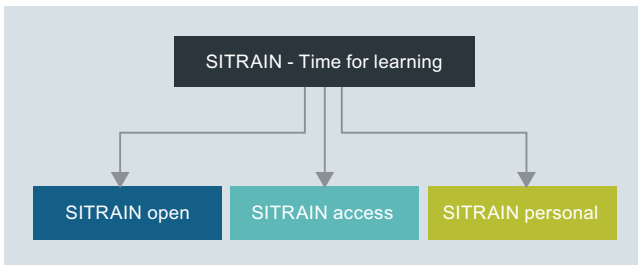 SITRAIN - Time for learning
SITRAIN open
SITRAIN access
SITRAIN personal